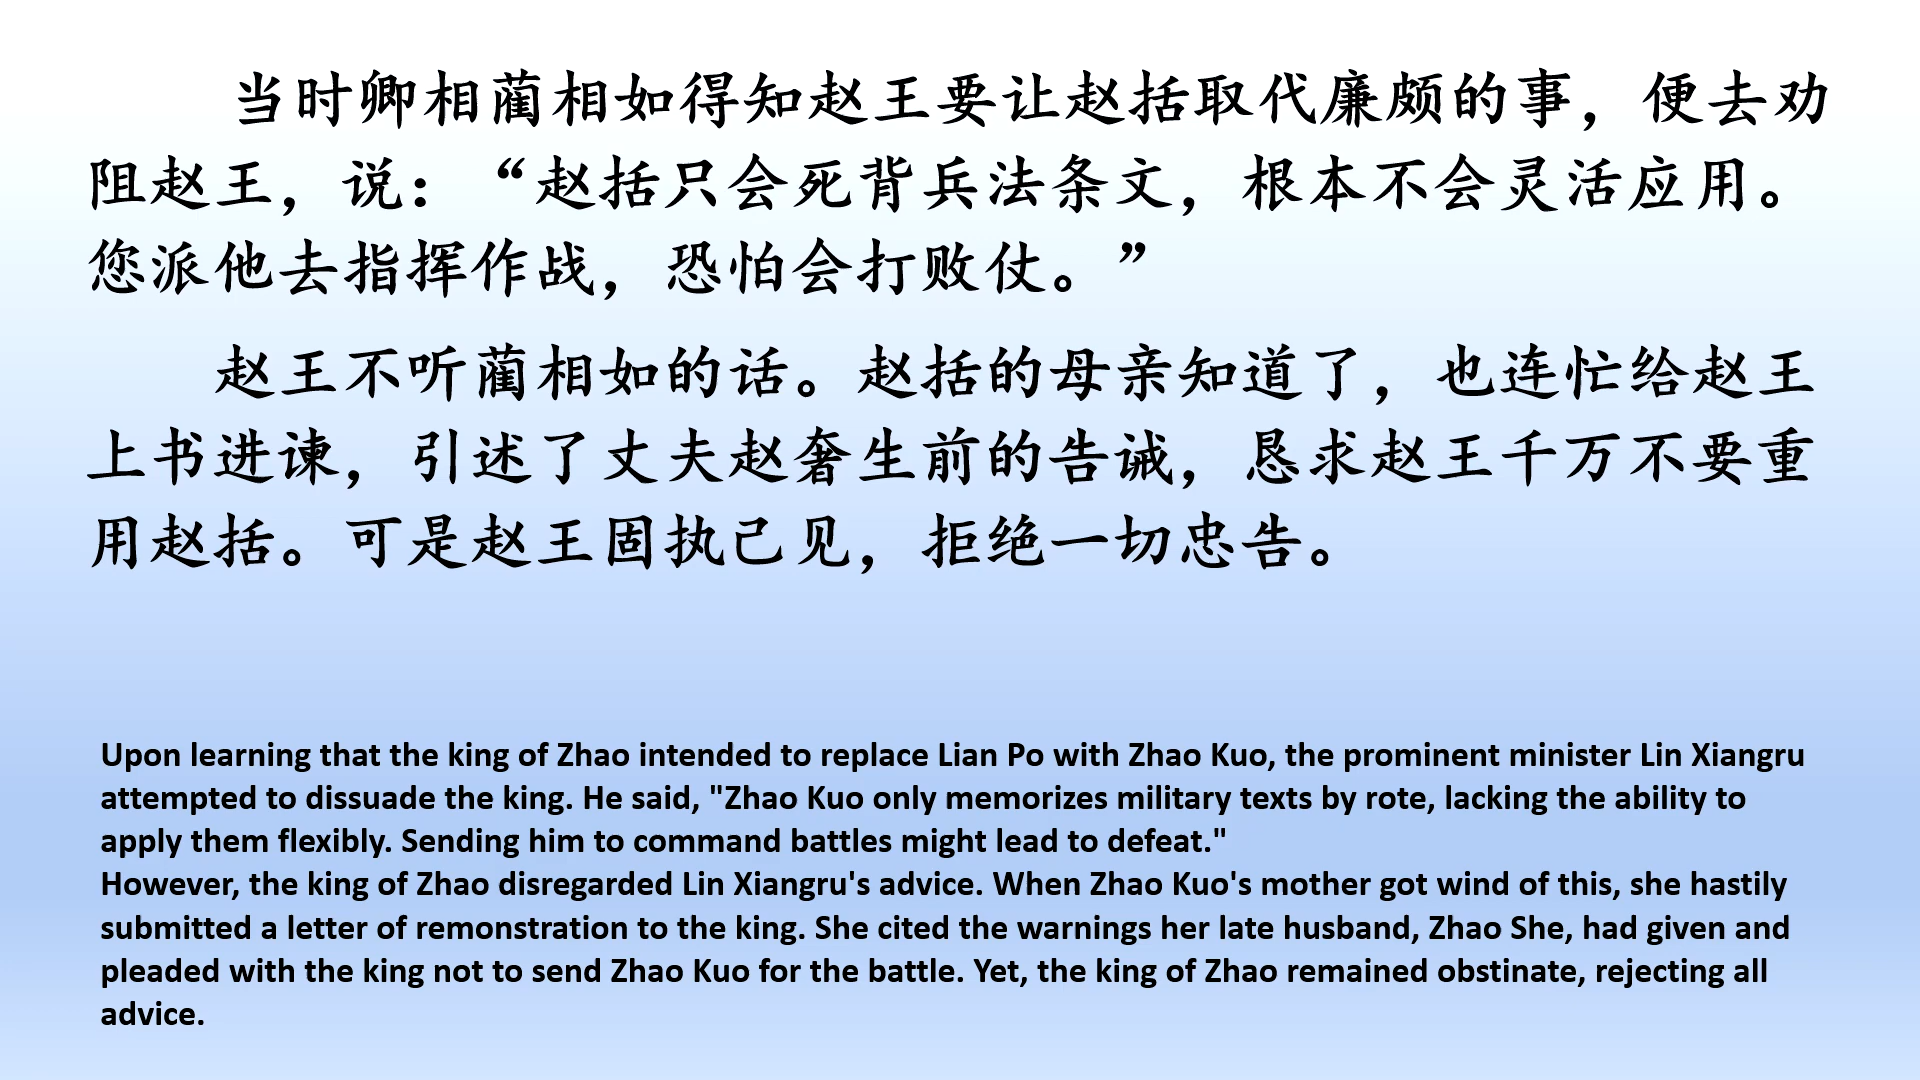 当时卿相蔺相如得知赵王要让赵括取代廉颇的事，便去劝
阻赵王，说：“赵括只会死背兵法条文，根本不会灵活应用。
您派他去指挥作战，恐怕会打败仗。”
赵王不听蔺相如的话。赵括的母亲知道了，也连忙给赵王
上书进谏，引述了丈夫赵奢生前的告诫，恳求赵王千万不要重
用赵括。可是赵王固执己见，拒绝一切忠告。
Upon learning that the king of Zhao intended to replace Lian Po with Zhao Kuo, the prominent minister Lin Xiangru
attempted to dissuade the king. He said, "Zhao Kuo only memorizes military texts by rote, lacking the ability to
apply them flexibly. Sending him to command battles might lead to defeat."
However, the king of Zhao disregarded Lin Xiangru's advice. When Zhao Kuo's mother got wind of this, she hastily
submitted a letter of remonstration to the king. She cited the warnings her late husband, Zhao She, had given and
pleaded with the king not to send Zhao Kuo for the battle. Yet, the king of Zhao remained obstinate, rejecting all
advice.